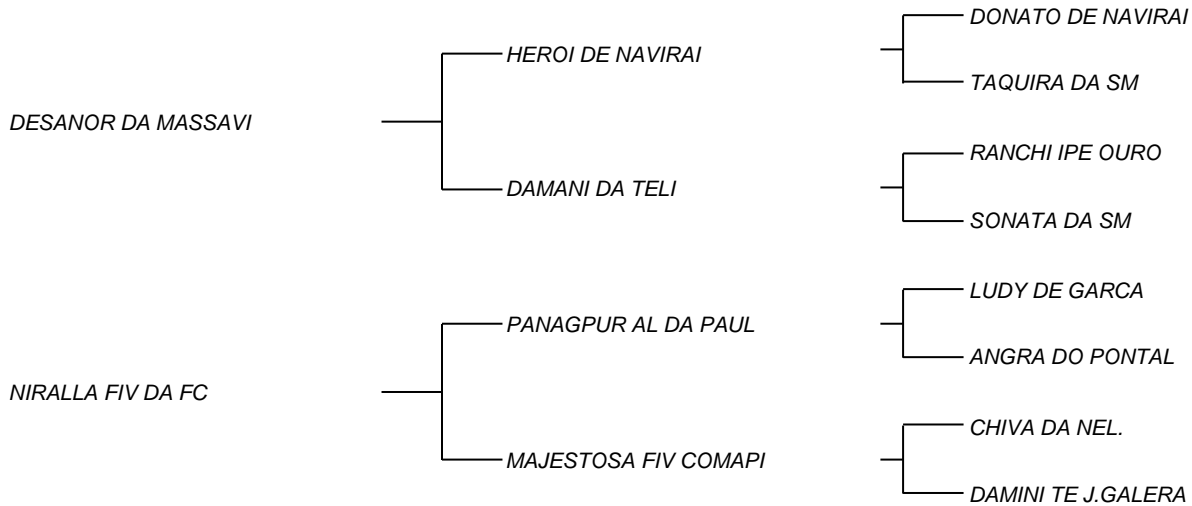 DONATO DE NAVIRAI
HEROI DE NAVIRAI
TAQUIRA DA SM
DESANOR DA MASSAVI
RANCHI IPE OURO
DAMANI DA TELI
SONATA DA SM
LUDY DE GARCA
PANAGPUR AL DA PAUL
ANGRA DO PONTAL
NIRALLA FIV DA FC
CHIVA DA NEL.
MAJESTOSA FIV COMAPI
DAMINI TE J.GALERA